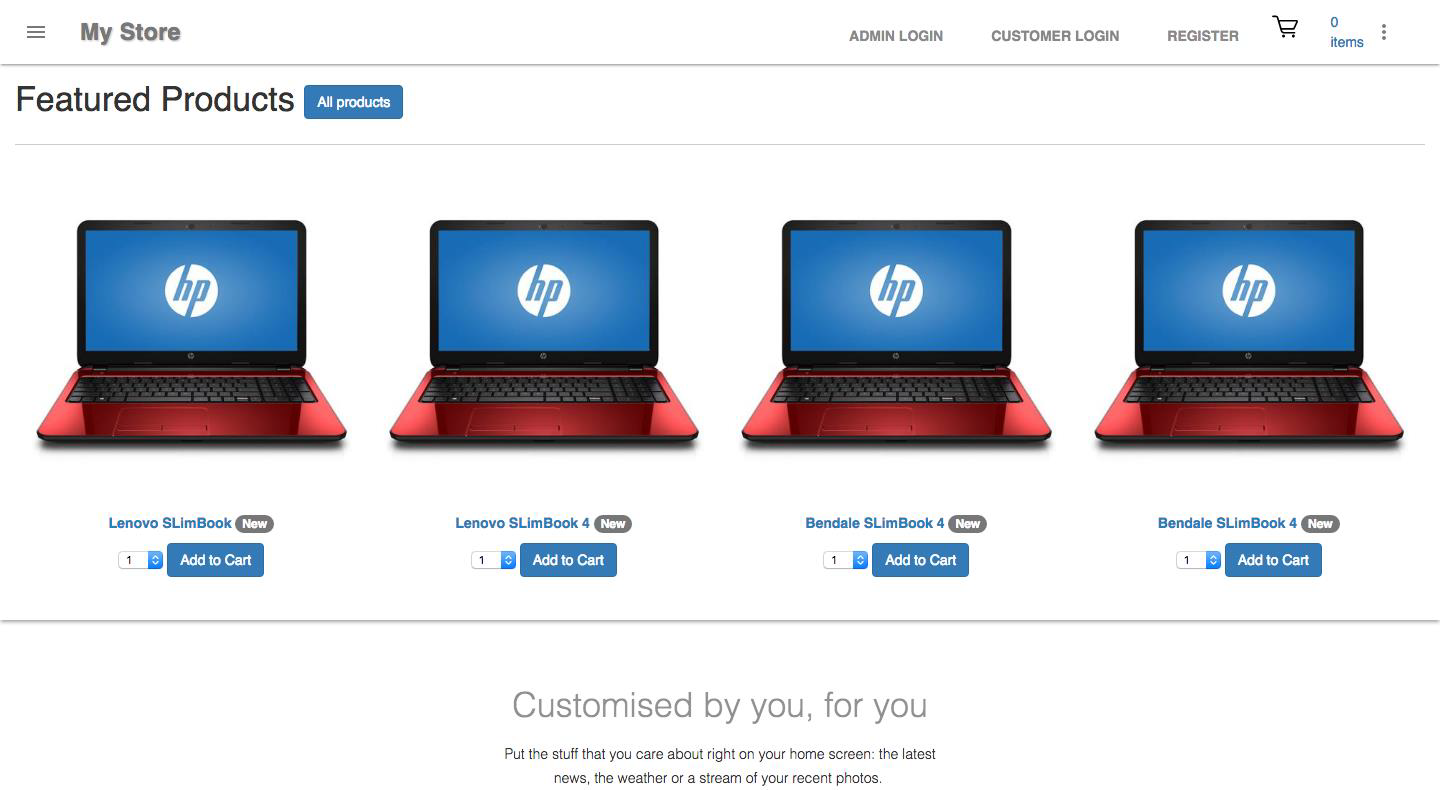 My Store
ADMIN LOGIN
CUSTOMER LOGIN
REGISTER
0
items
Featured Products
All products
hp
hp
hp
hp
Lenovo SLimBook New
Lenovo SLimBook 4 New
Bendale SLimBook 4 New
Bendale SLimBook 4 New
1 Add to Cart
1 Add to Cart
1 Add to Cart
1 Add to Cart
Customised by you, for you
Put the stuff that you care about right on your home screen: the latest
news, the weather or a stream of your recent photos.